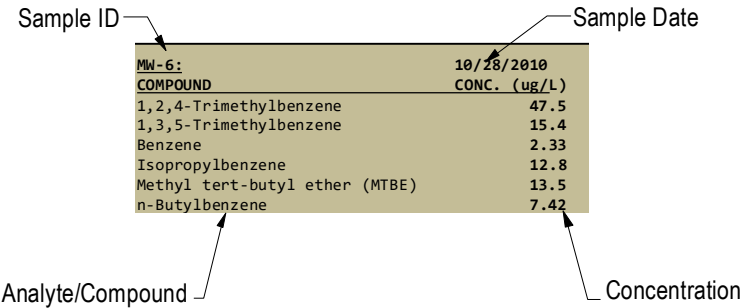 Sample ID
Sample Date
MW-6: 10/28/2010
COMPOUND CONC. (ug/L)
1,2,4-Trimethylbenzene 47.5
1,3,5-Trimethylbenzene 15.4
Benzene 2.33
Isopropylbenzene 12.8
Methyl tert-butyl ether (MTBE) 13.5
n-Butylbenzene 7.42
Analyte/Compound
Concentration